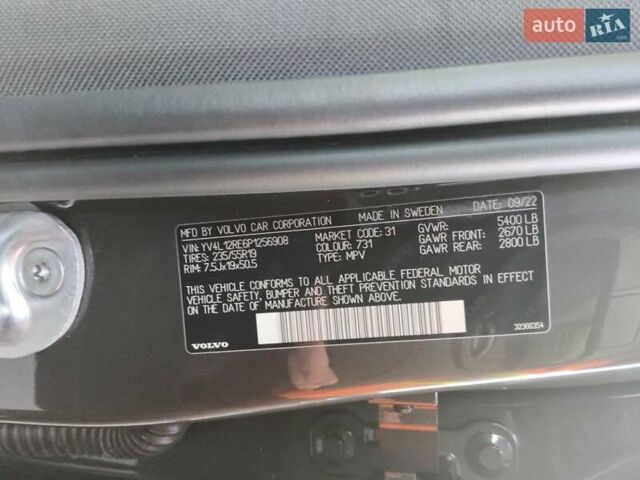 auto RIA.com
MFD BY VOLVO CAR CORPORATION MADE IN SWEDEN DATE: 09/22
VIN: YV4L12RE6P1256908 MARKET CODE: 31 GVWR: 5400 LB
TIRES: 235/55R19 COLOUR: 731 GAWR FRONT: 2670 LB
RIM: 7.5Jx19x50.5 TYPE: MPV GAWR REAR: 2800 LB
THIS VEHICLE CONFORMS TO ALL APPLICABLE FEDERAL MOTOR
VEHICLE SAFETY, BUMPER AND THEFT PREVENTION STANDARDS IN EFFECT
ON THE DATE OF MANUFACTURE SHOWN ABOVE.
VOLVO 32366354